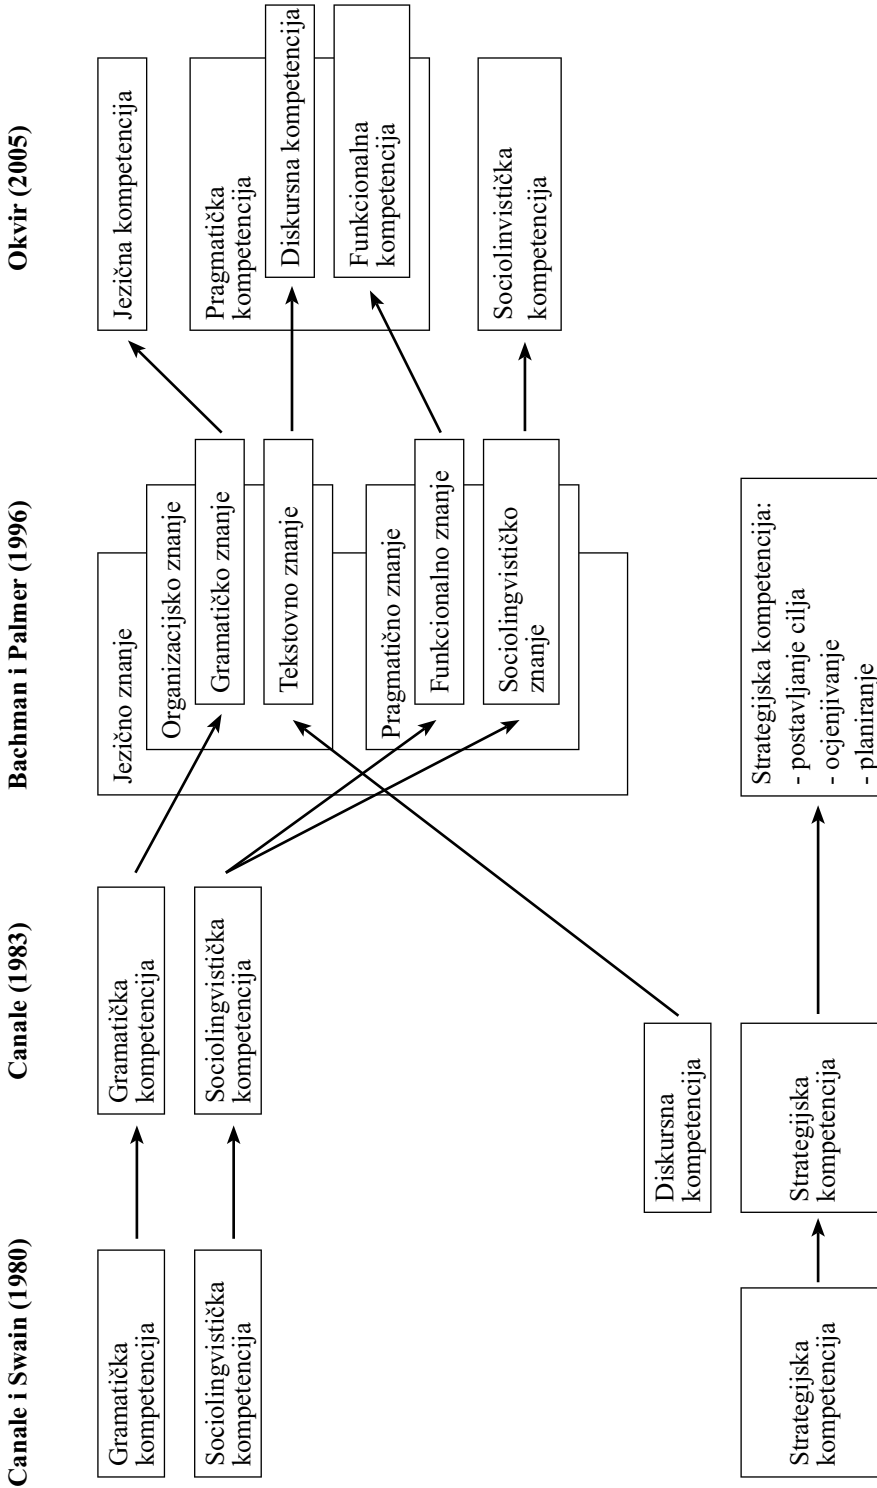 Canale i Swain (1980)
Canale (1983)
Bachman i Palmer (1996)
Okvir (2005)
Gramatička
kompetencija
Sociolingvistička
kompetencija
Strategijska
kompetencija
Gramatička
kompetencija
Sociolingvistička
kompetencija
Diskursna
kompetencija
Strategijska
kompetencija
Jezično znanje
Organizacijsko znanje
Gramatičko znanje
Tekstovno znanje
Pragmatično znanje
Funkcionalno znanje
Sociolingvističko
znanje
Strategijska kompetencija:
- postavljanje cilja
- ocjenjivanje
- planiranje
Jezična kompetencija
Pragmatička
kompetencija
Diskursna kompetencija
Funkcionalna
kompetencija
Sociolinvistička
kompetencija